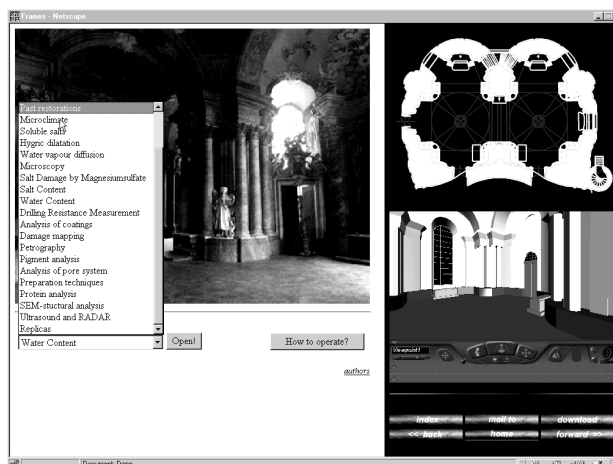 Frames - Netscape
Past restorations
Microclimate
Soluble salts
Hygric dilatation
Water vapour diffusion
Microscopy
Salt Damage by Magnesiumsulfate
Salt Content
Water Content
Drilling Resistance Measurement
Analysis of coatings
Damage mapping
Petrography
Pigment analysis
Analysis of pore system
Preparation techniques
Protein analysis
SEM-stuctural analysis
Ultrasound and RADAR
Replicas
Water Content
Open!
How to operate?
authors
Viewpoint1
index mail to download
<< back home forward >>
Document: Done